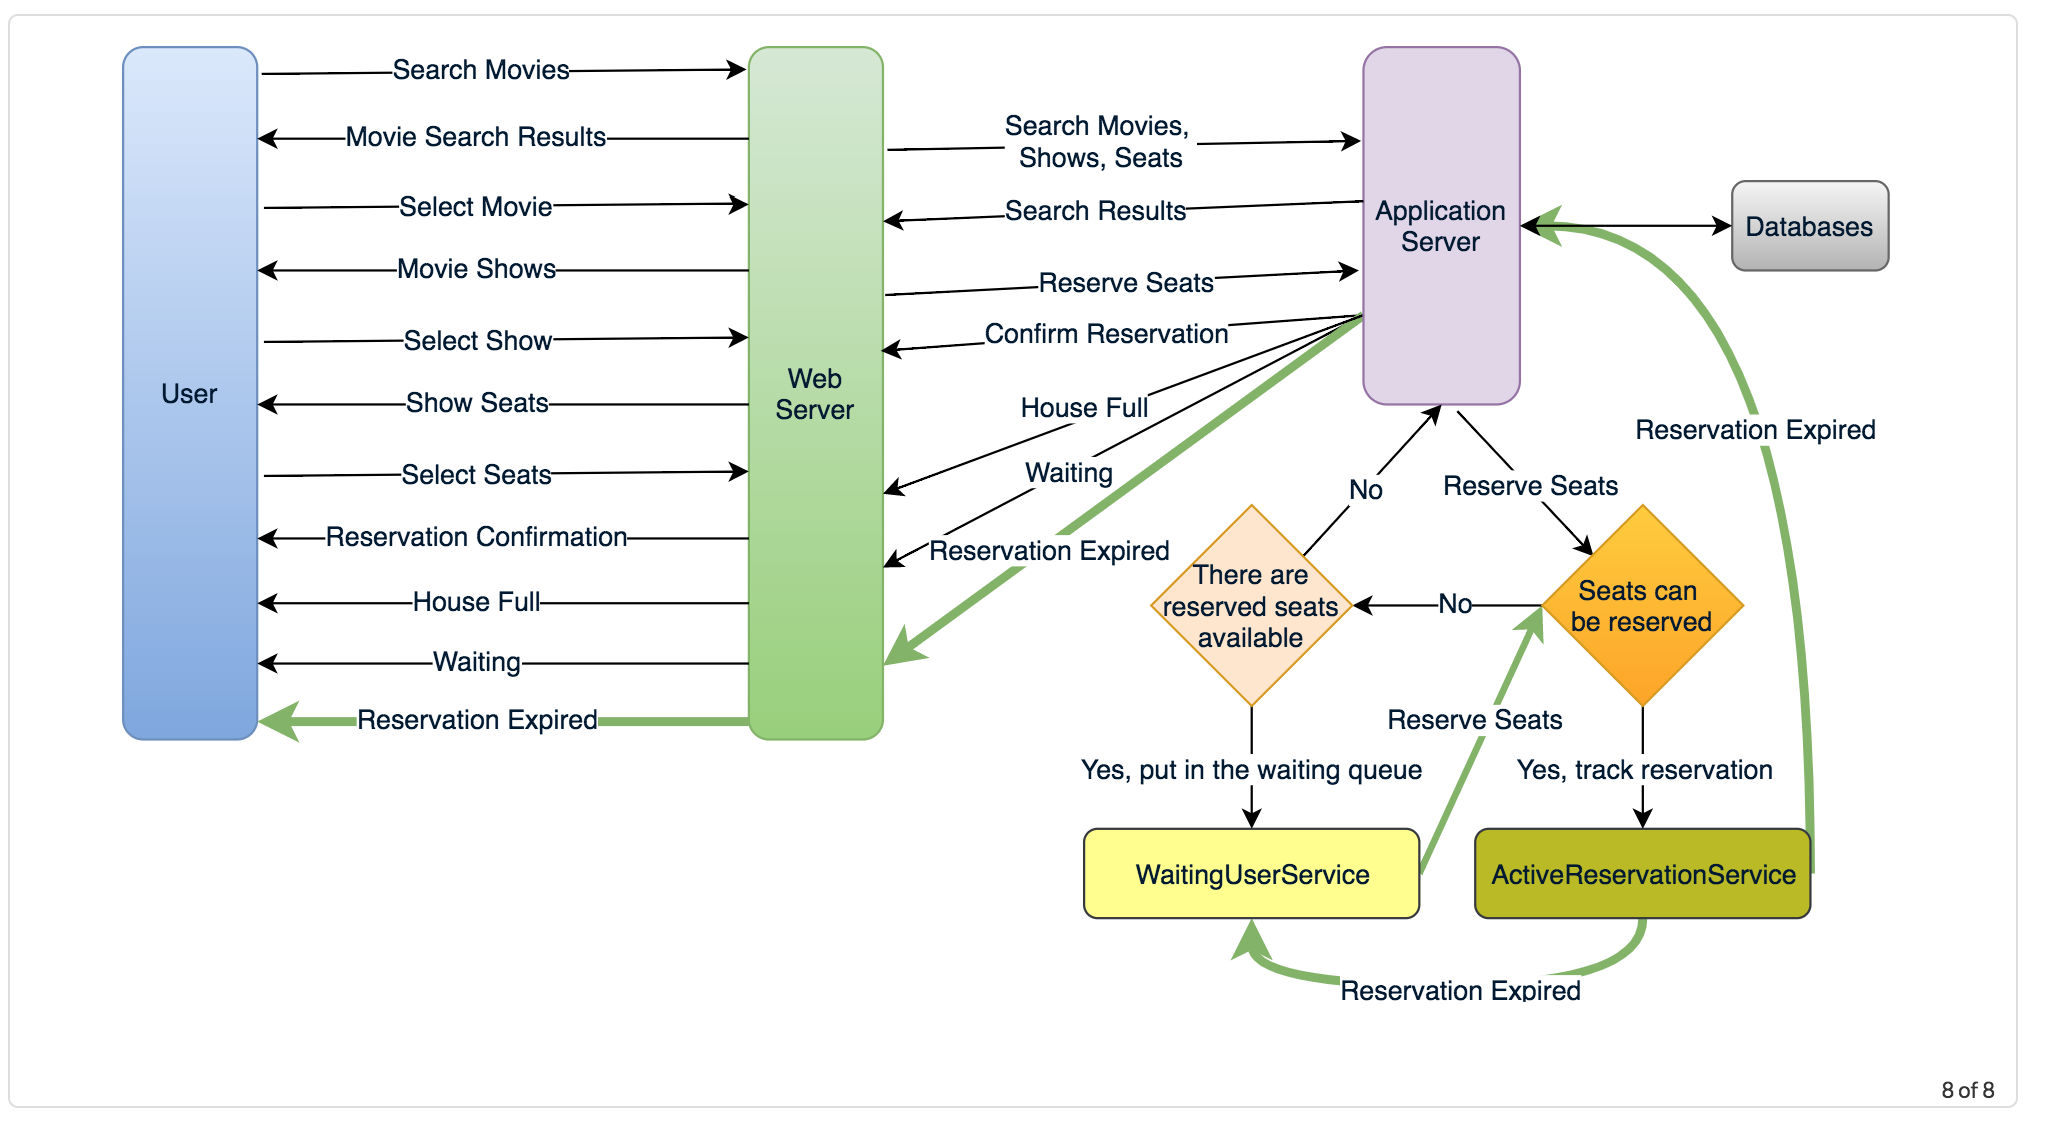 Search Movies
Movie Search Results
Select Movie
Movie Shows
Select Show
Show Seats
Select Seats
Reservation Confirmation
House Full
Waiting
Reservation Expired
User
Web
Server
Search Movies,
Shows, Seats
Search Results
Reserve Seats
Confirm Reservation
House Full
Waiting
Reservation Expired
Application
Server
Databases
Reservation Expired
No
Reserve Seats
There are
reserved seats
available
No
Seats can
be reserved
Reserve Seats
Yes, put in the waiting queue
Yes, track reservation
WaitingUserService
ActiveReservationService
Reservation Expired
8 of 8